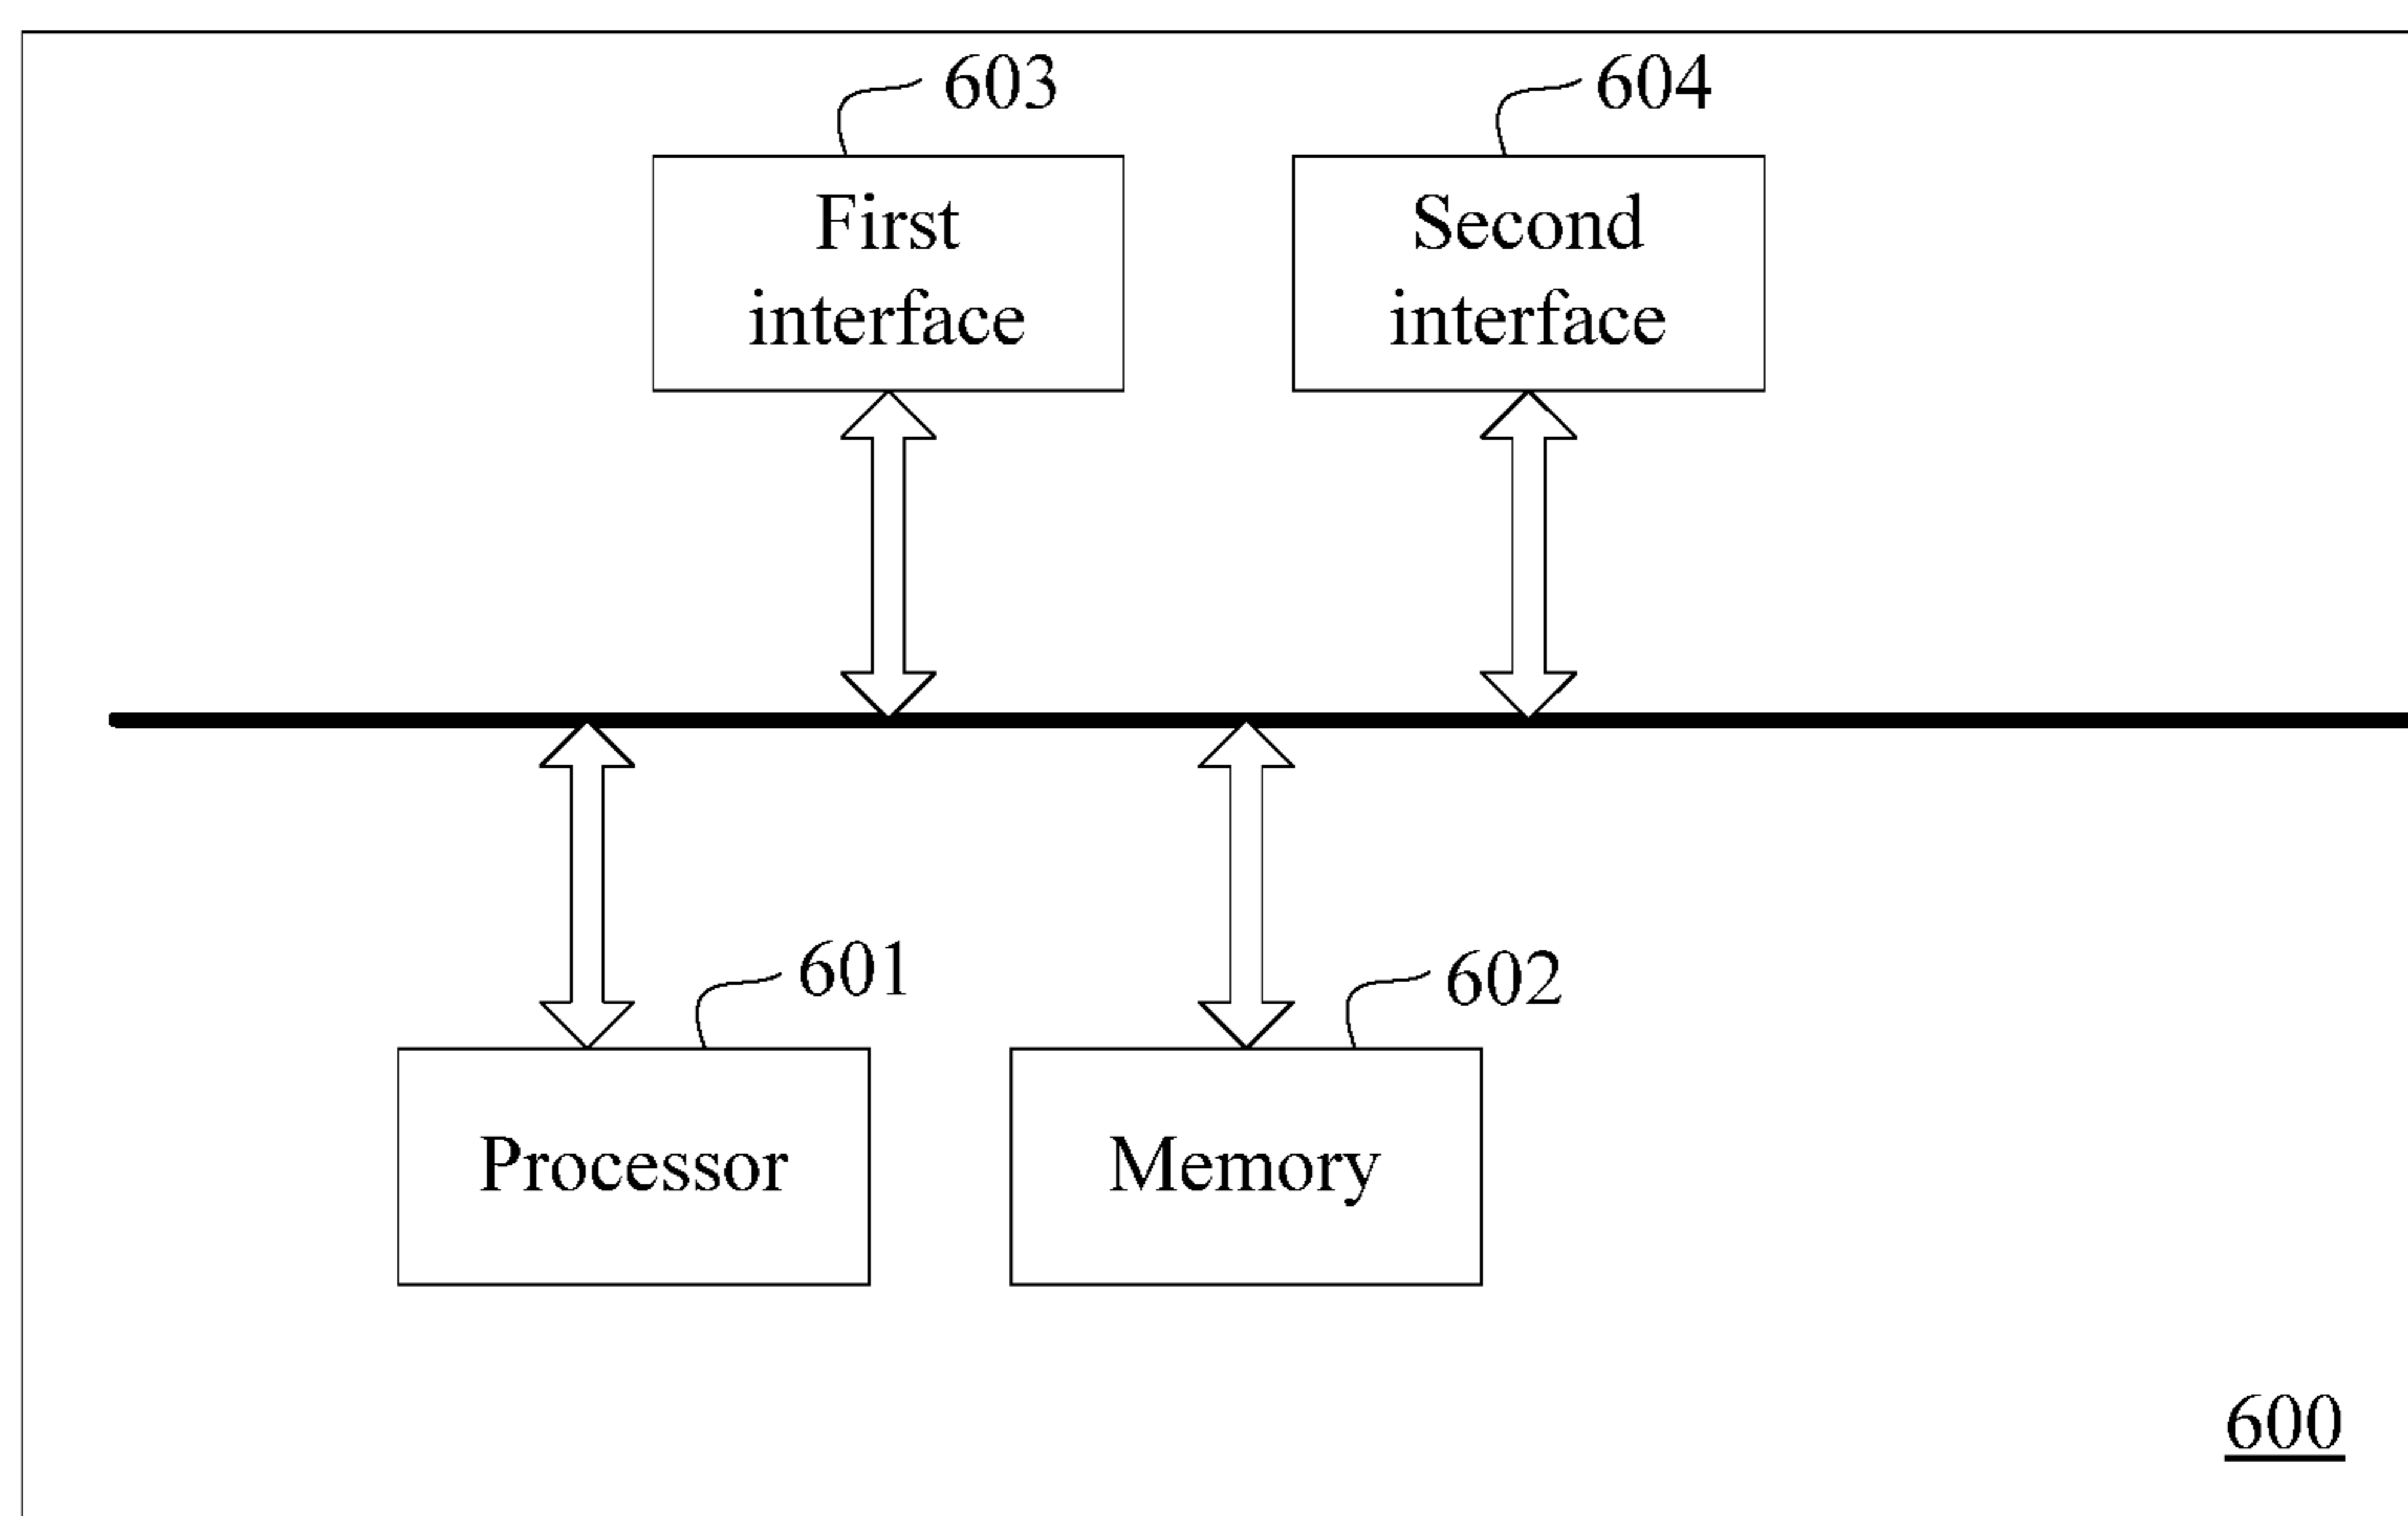 603
604
First
interface
Second
interface
601
602
Processor
Memory
600